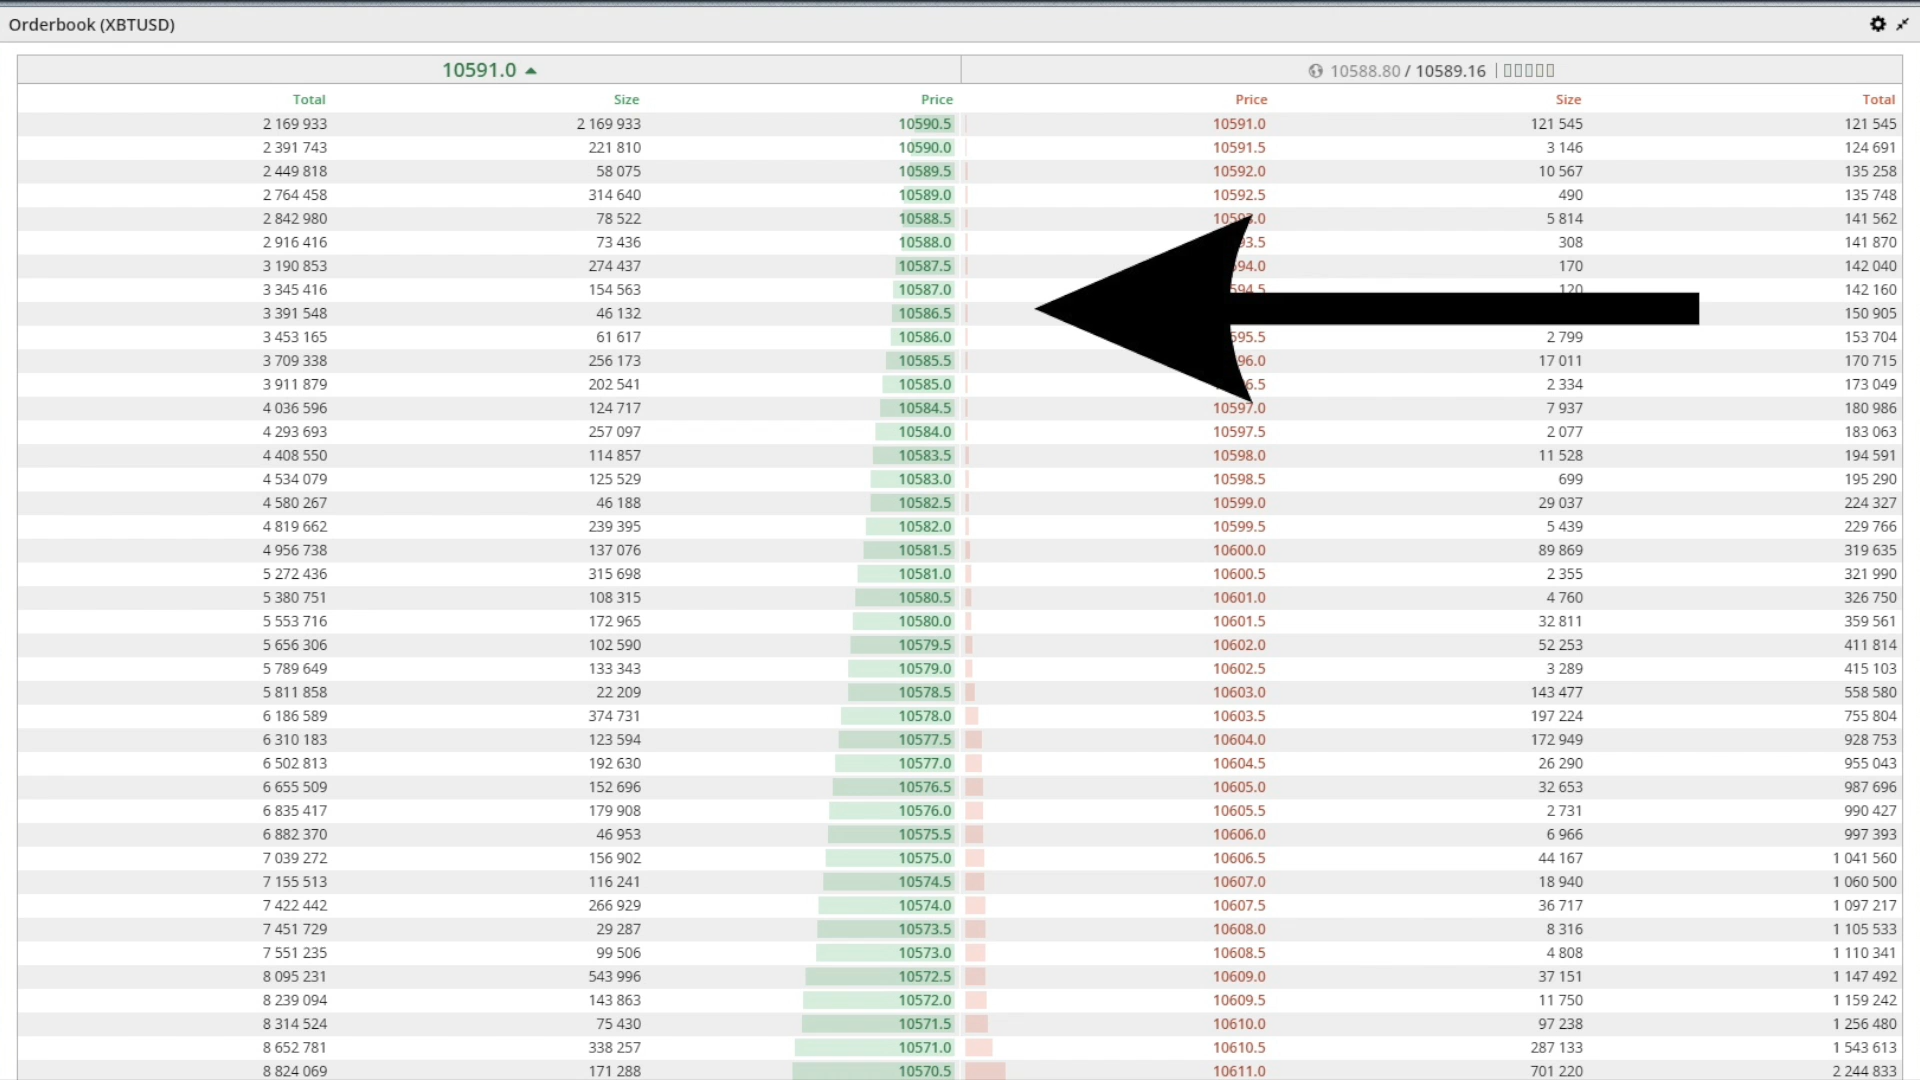 Orderbook (XBTUSD)
10591.0 10588.80 / 10589.16
Total Size Price Price Size Total
2 169 933 2 169 933 10590.5 10591.0 121 545 121 545
2 391 743 221 810 10590.0 10591.5 3 146 124 691
2 449 818 58 075 10589.5 10592.0 10 567 135 258
2 764 458 314 640 10589.0 10592.5 490 135 748
2 842 980 78 522 10588.5 5 814 141 562
2 916 416 73 436 10588.0 308 141 870
3 190 853 274 437 10587.5 170 142 040
3 345 416 154 563 10587.0 120 142 160
3 391 548 46 132 10586.5 150 905
3 453 165 61 617 10586.0 2 799 153 704
3 709 338 256 173 10585.5 17 011 170 715
3 911 879 202 541 10585.0 2 334 173 049
4 036 596 124 717 10584.5 10597.0 7 937 180 986
4 293 693 257 097 10584.0 10597.5 2 077 183 063
4 408 550 114 857 10583.5 10598.0 11 528 194 591
4 534 079 125 529 10583.0 10598.5 699 195 290
4 580 267 46 188 10582.5 10599.0 29 037 224 327
4 819 662 239 395 10582.0 10599.5 5 439 229 766
4 956 738 137 076 10581.5 10600.0 89 869 319 635
5 272 436 315 698 10581.0 10600.5 2 355 321 990
5 380 751 108 315 10580.5 10601.0 4 760 326 750
5 553 716 172 965 10580.0 10601.5 32 811 359 561
5 656 306 102 590 10579.5 10602.0 52 253 411 814
5 789 649 133 343 10579.0 10602.5 3 289 415 103
5 811 858 22 209 10578.5 10603.0 143 477 558 580
6 186 589 374 731 10578.0 10603.5 197 224 755 804
6 310 183 123 594 10577.5 10604.0 172 949 928 753
6 502 813 192 630 10577.0 10604.5 26 290 955 043
6 655 509 152 696 10576.5 10605.0 32 653 987 696
6 835 417 179 908 10576.0 10605.5 2 731 990 427
6 882 370 46 953 10575.5 10606.0 6 966 997 393
7 039 272 156 902 10575.0 10606.5 44 167 1 041 560
7 155 513 116 241 10574.5 10607.0 18 940 1 060 500
7 422 442 266 929 10574.0 10607.5 36 717 1 097 217
7 451 729 29 287 10573.5 10608.0 8 316 1 105 533
7 551 235 99 506 10573.0 10608.5 4 808 1 110 341
8 095 231 543 996 10572.5 10609.0 37 151 1 147 492
8 239 094 143 863 10572.0 10609.5 11 750 1 159 242
8 314 524 75 430 10571.5 10610.0 97 238 1 256 480
8 652 781 338 257 10571.0 10610.5 287 133 1 543 613
8 824 069 171 288 10570.5 10611.0 701 220 2 244 833